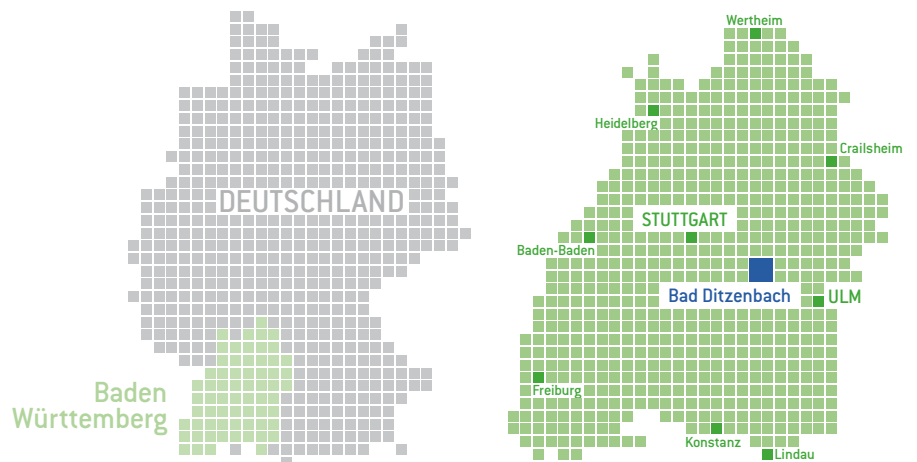 DEUTSCHLAND
Baden
Württemberg
Wertheim
Heidelberg
Crailsheim
STUTTGART
Baden-Baden
Bad Ditzenbach
ULM
Freiburg
Konstanz
Lindau